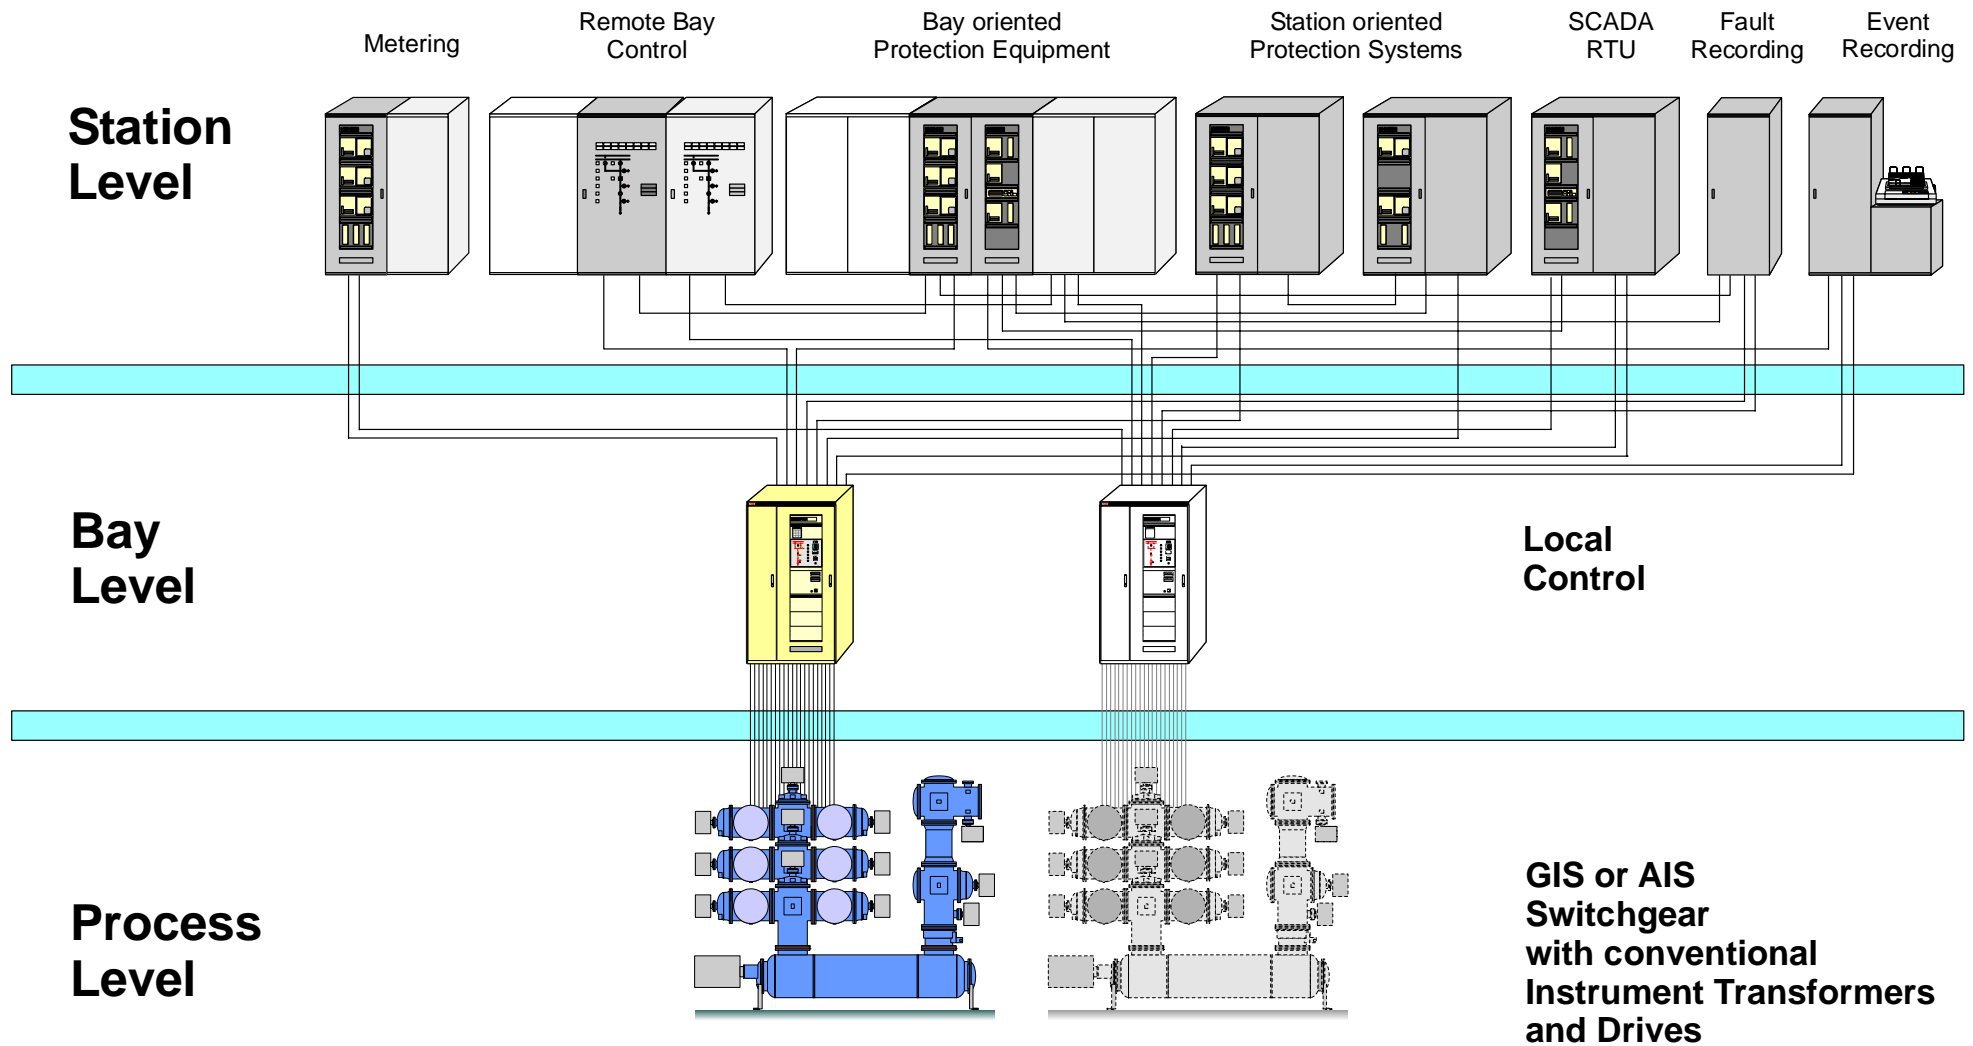 Metering
Remote Bay
Control
Bay oriented
Protection Equipment
Station oriented
Protection Systems
SCADA
RTU
Fault
Recording
Event
Recording
Station
Level
Bay
Level
Local
Control
Process
Level
GIS or AIS
Switchgear
with conventional
Instrument Transformers
and Drives